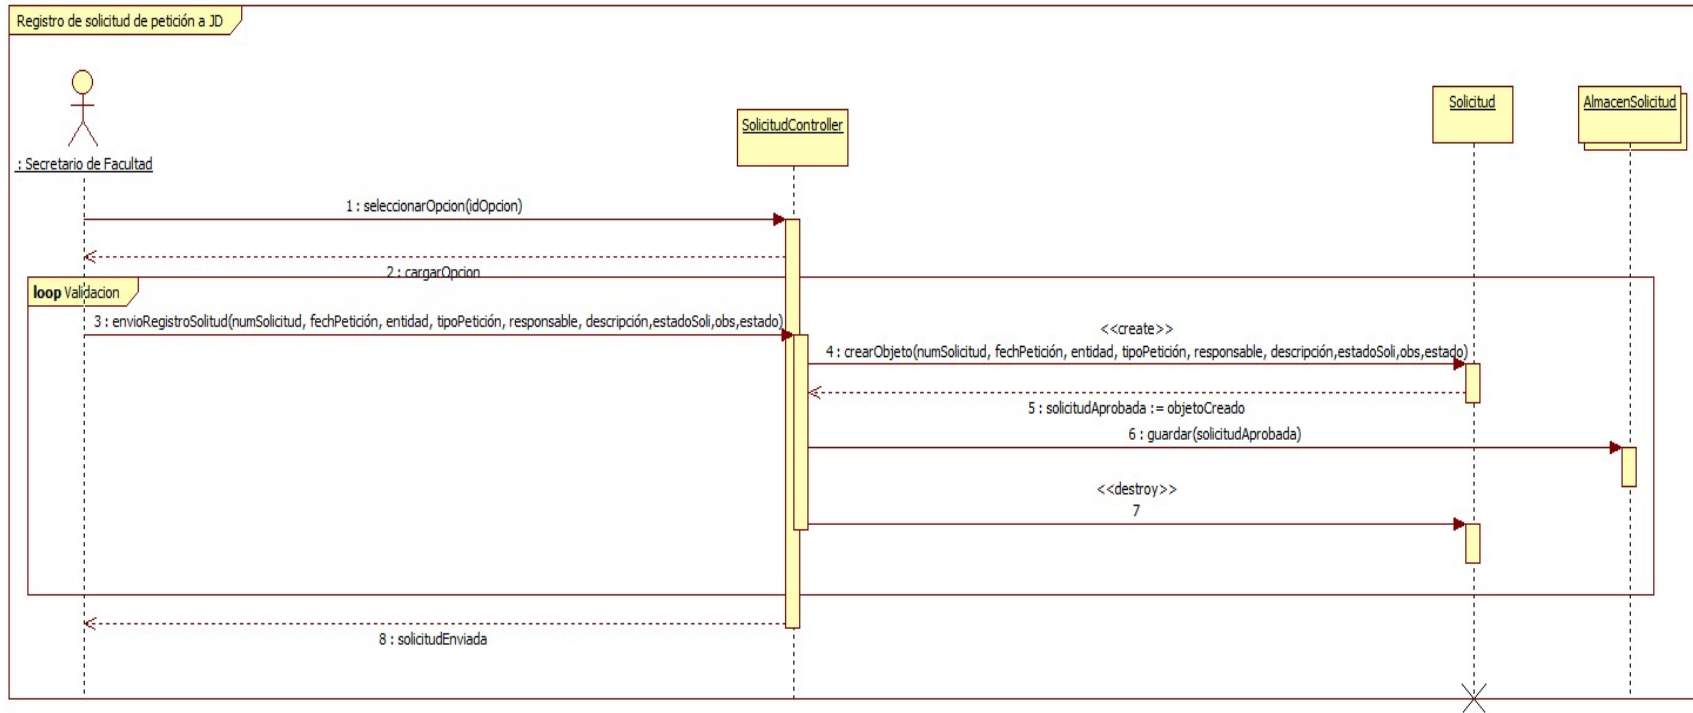 Registro de solicitud de petición a JD
Solicitud
AlmacenSolicitud
SolicitudController
: Secretario de Facultad
1 : seleccionarOpcion(idOpcion)
2 : cargarOpcion
loop Validacion
3 : envioRegistroSolitud(numSolicitud, fechPetición, entidad, tipoPetición, responsable, descripción,estadoSoli,obs,estado)
<<create>>
4 : crearObjeto(numSolicitud, fechPetición, entidad, tipoPetición, responsable, descripción,estadoSoli,obs,estado)
5 : solicitudAprobada := objetoCreado
6 : guardar(solicitudAprobada)
<<destroy>>
7
8 : solicitudEnviada